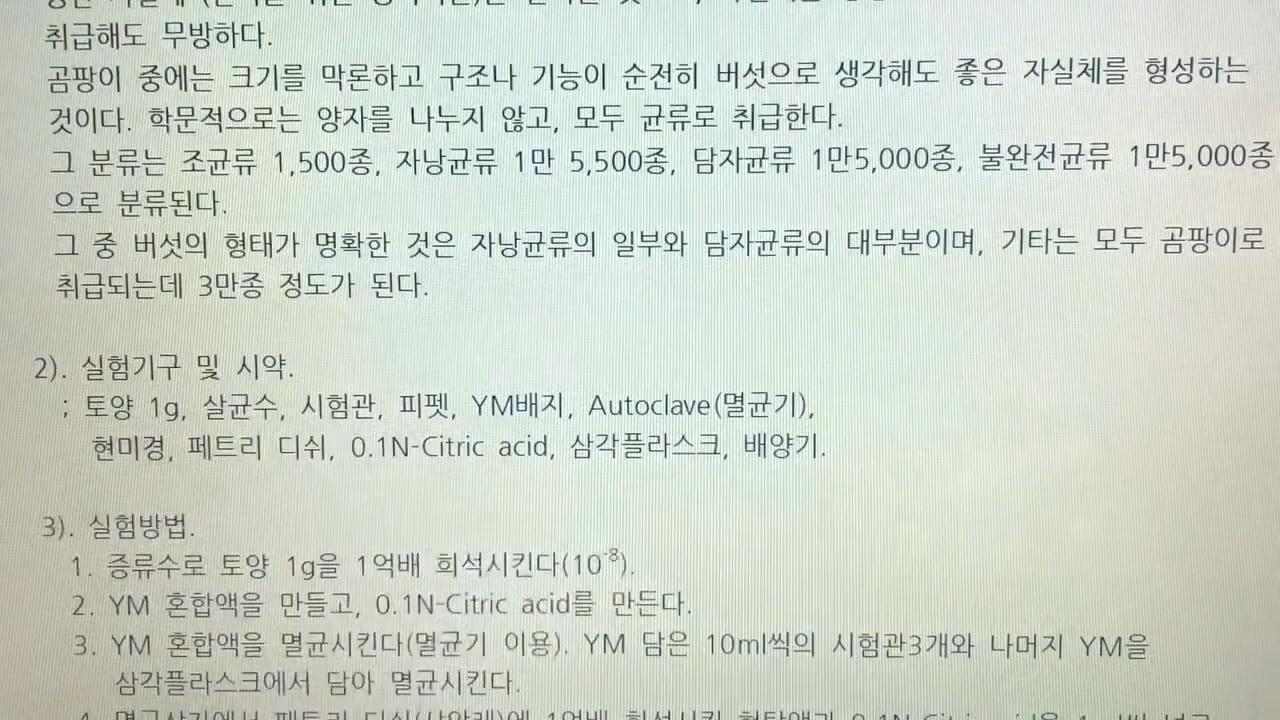 취급해도 무방하다.
곰팡이 중에는 크기를 막론하고 구조나 기능이 순전히 버섯으로 생각해도 좋은 자실체를 형성하는
것이다. 학문적으로는 양자를 나누지 않고, 모두 균류로 취급한다.
그 분류는 조균류 1,500종, 자낭균류 1만 5,500종, 담자균류 1만5,000종, 불완전균류 1만5,000종
으로 분류된다.
그 중 버섯의 형태가 명확한 것은 자낭균류의 일부와 담자균류의 대부분이며, 기타는 모두 곰팡이로
취급되는데 3만종 정도가 된다.
2). 실험기구 및 시약.
; 토양 1g, 살균수, 시험관, 피펫, YM배지, Autoclave(멸균기),
현미경, 페트리 디쉬, 0.1N-Citric acid, 삼각플라스크, 배양기.
3). 실험방법.
1. 증류수로 토양 1g을 1억배 희석시킨다(10⁻⁸).
2. YM 혼합액을 만들고, 0.1N-Citric acid를 만든다.
3. YM 혼합액을 멸균시킨다(멸균기 이용). YM 담은 10ml씩의 시험관3개와 나머지 YM을
삼각플라스크에서 담아 멸균시킨다.